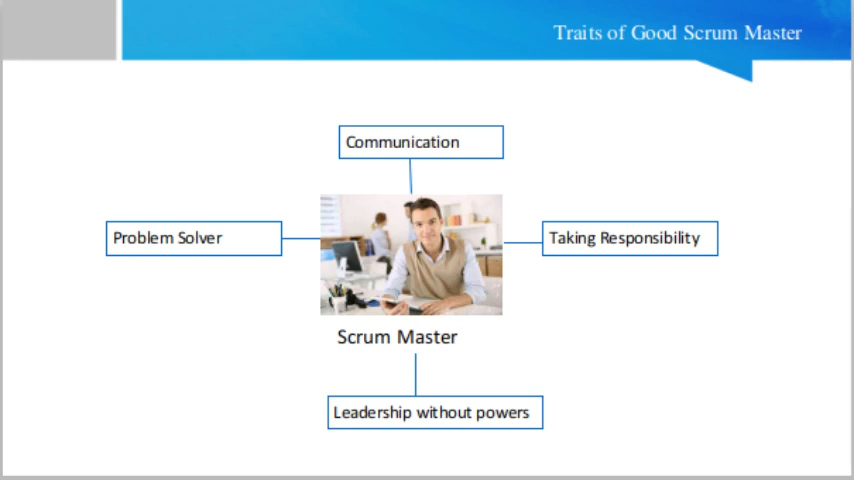 Traits of Good Scrum Master
Communication
Problem Solver
Taking Responsibility
Scrum Master
Leadership without powers